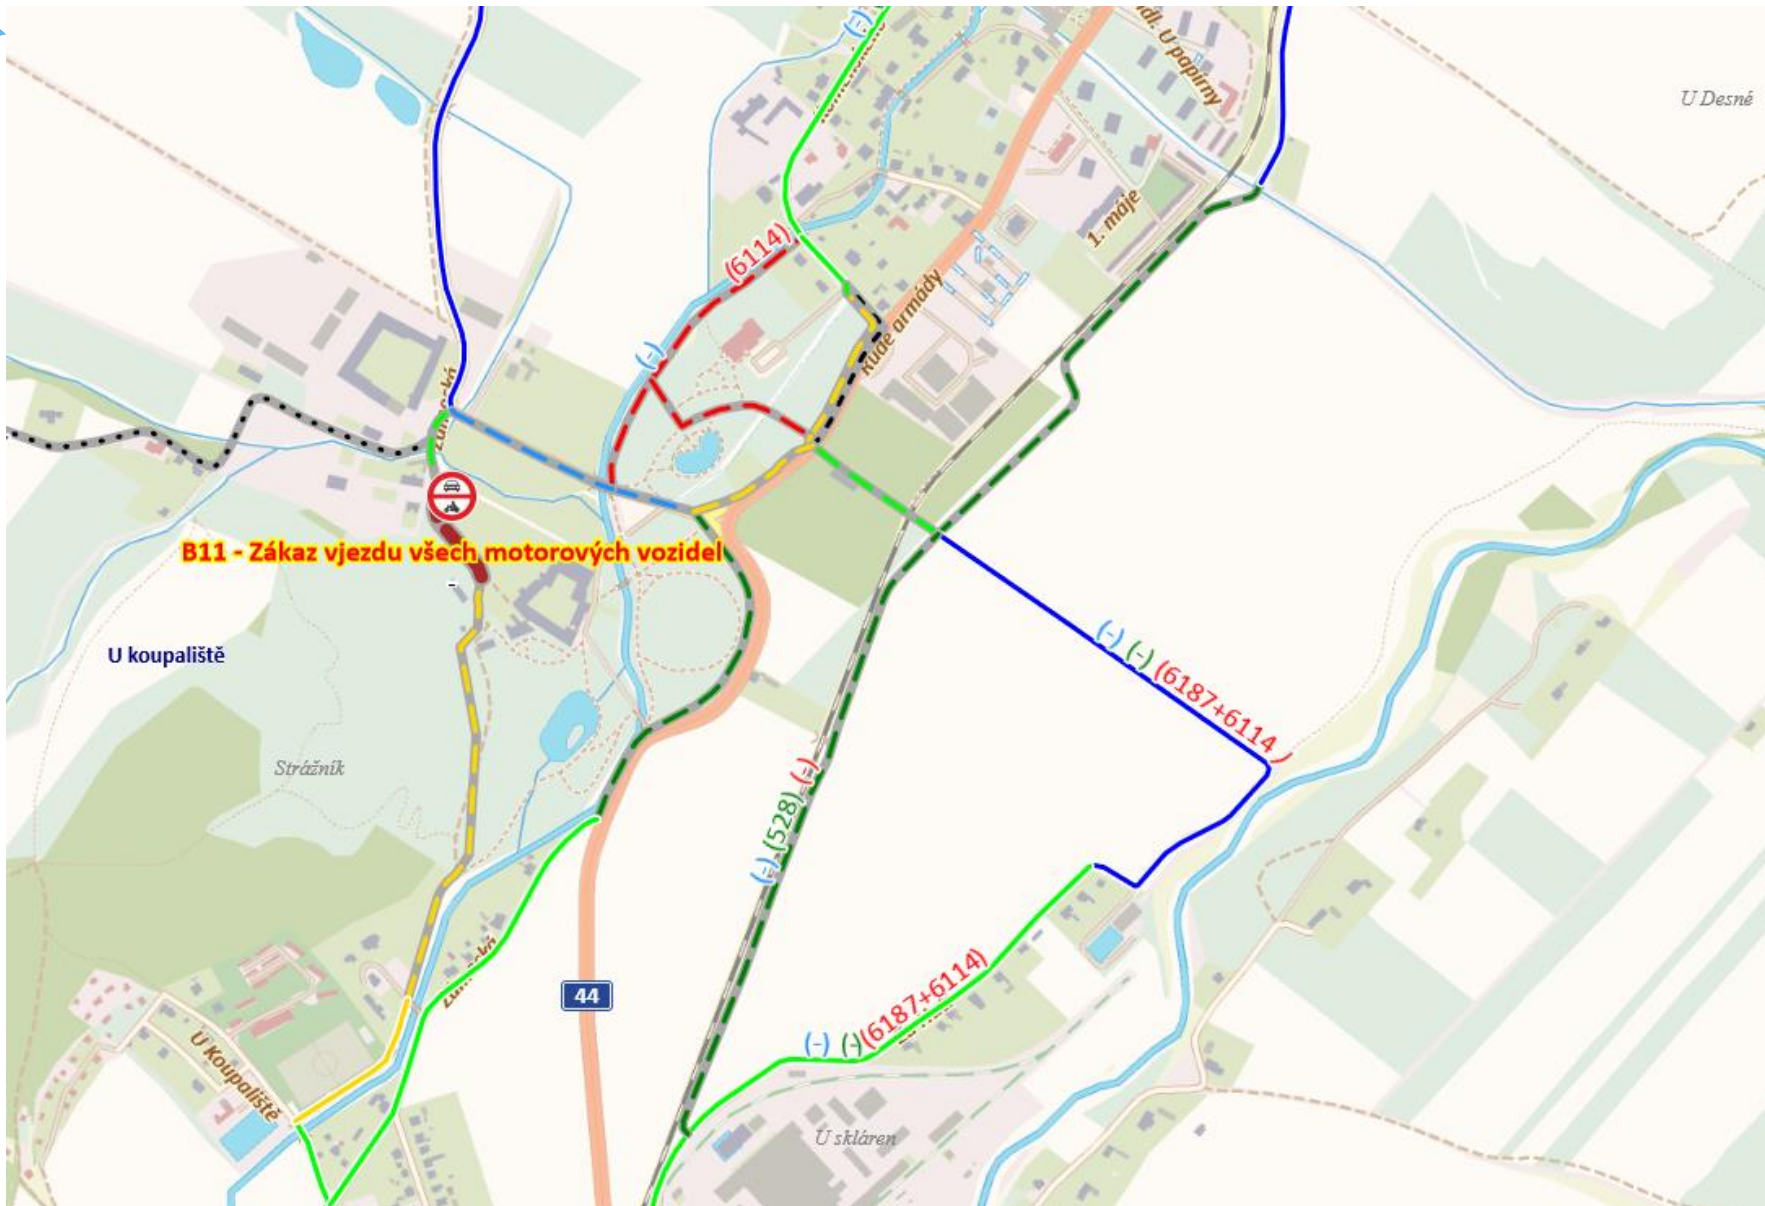 (-)
Komenského
sídl. U papírny
U Desné
1. máje
(6114)
Rudé armády
(-)
B11 - Zákaz vjezdu všech motorových vozidel
-
U koupaliště
(-) (-) (6187+6114 )
Strážník
(-) (528) (-)
44
(-) (-)(6187+6114)
U Koupaliště
U skláren